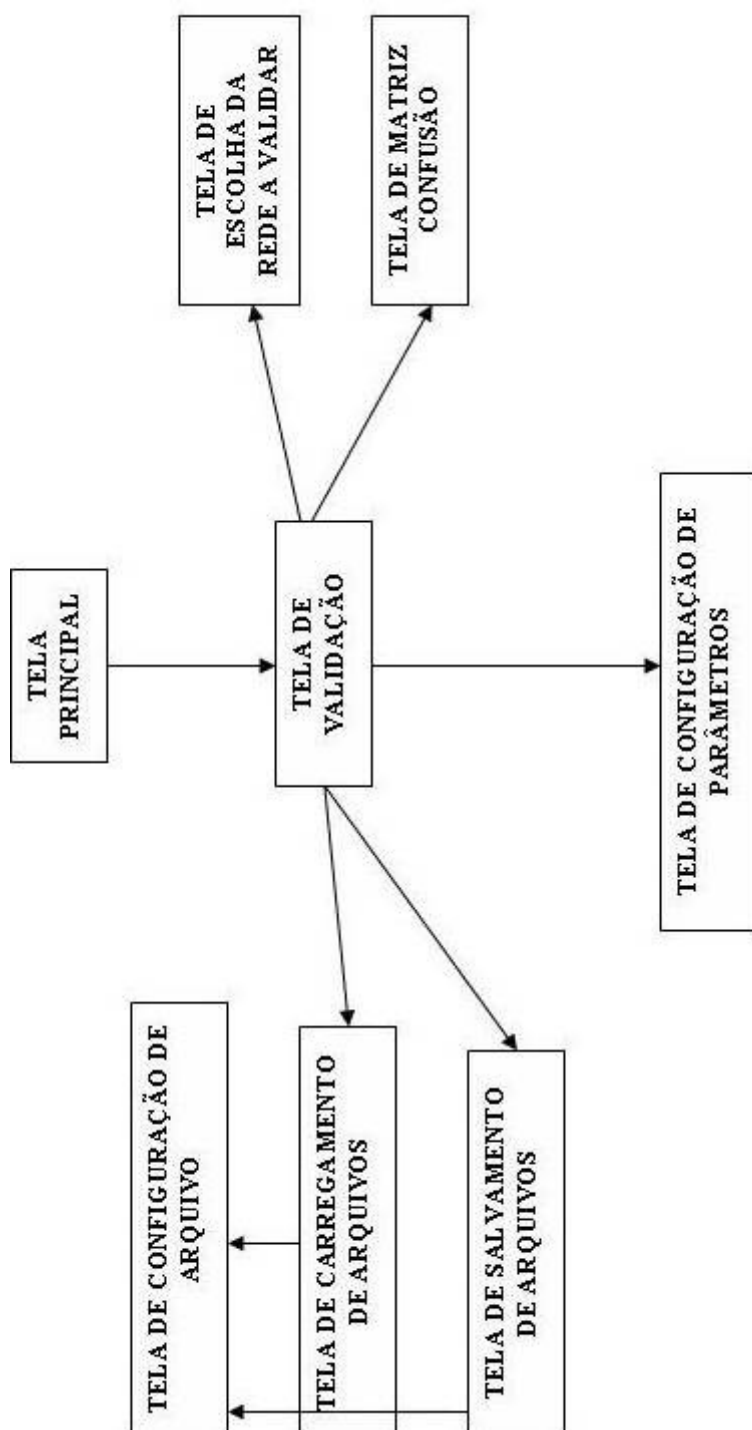 TELA
PRINCIPAL
TELA DE
VALIDAÇÃO
TELA DE
ESCOLHA DA
REDE A VALIDAR
TELA DE MATRIZ
CONFUSÃO
TELA DE CONFIGURAÇÃO DE
PARÂMETROS
TELA DE CONFIGURAÇÃO DE
ARQUIVO
TELA DE CARREGAMENTO
DE ARQUIVOS
TELA DE SALVAMENTO
DE ARQUIVOS